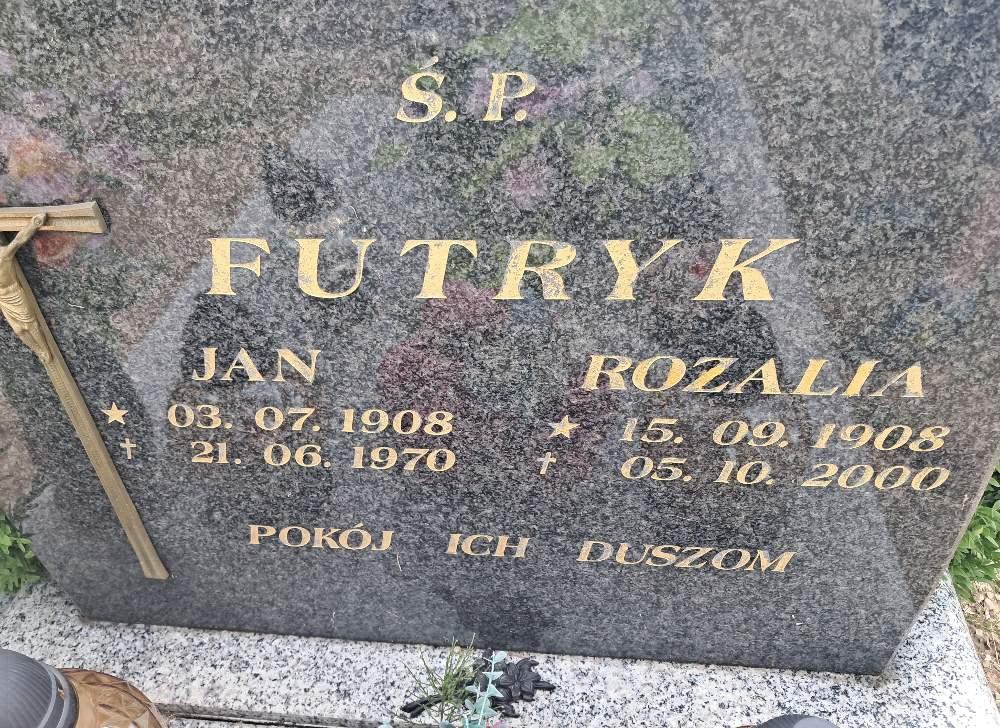 Ś. P.
FUTRYK
JAN
03. 07. 1908
21. 06. 1970
ROZALIA
15. 09. 1908
05. 10. 2000
POKÓJ ICH DUSZOM